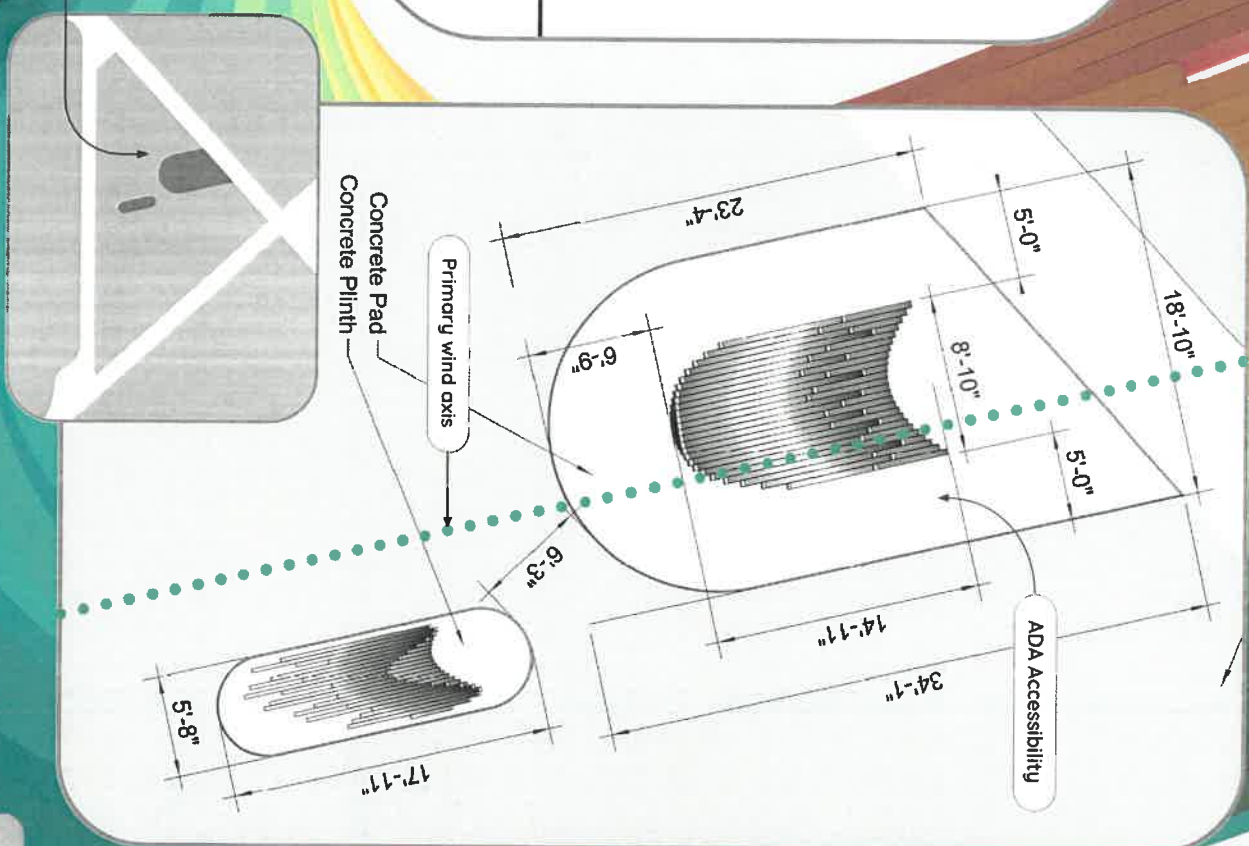 23'-4"
5'-0"
18'-10"
8'-10"
6'-9"
5'-0"
Primary wind axis
Concrete Pad
Concrete Plinth
6'-3"
14'-11"
34'-1"
ADA Accessibility
5'-8"
17'-11"